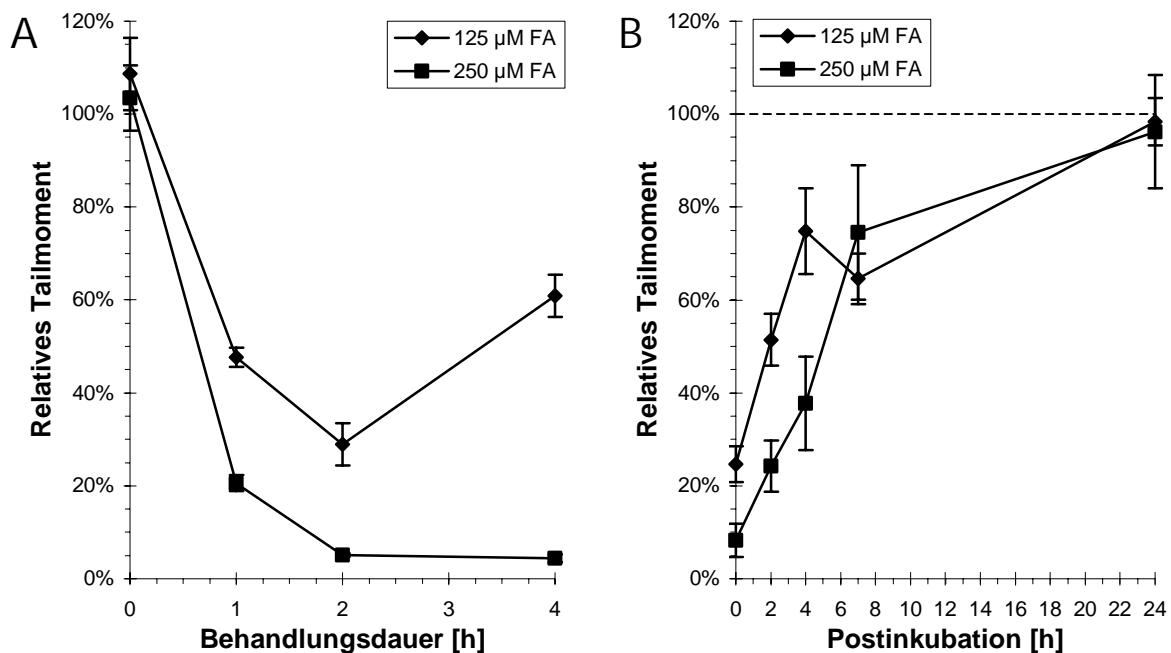 A
125 µM FA
250 µM FA
120%
100%
80%
60%
40%
20%
0%
Relatives Tailmoment
0 1 2 3 4
Behandlungsdauer [h]
B
125 µM FA
250 µM FA
120%
100%
80%
60%
40%
20%
0%
Relatives Tailmoment
0 2 4 6 8 10 12 14 16 18 20 22 24
Postinkubation [h]